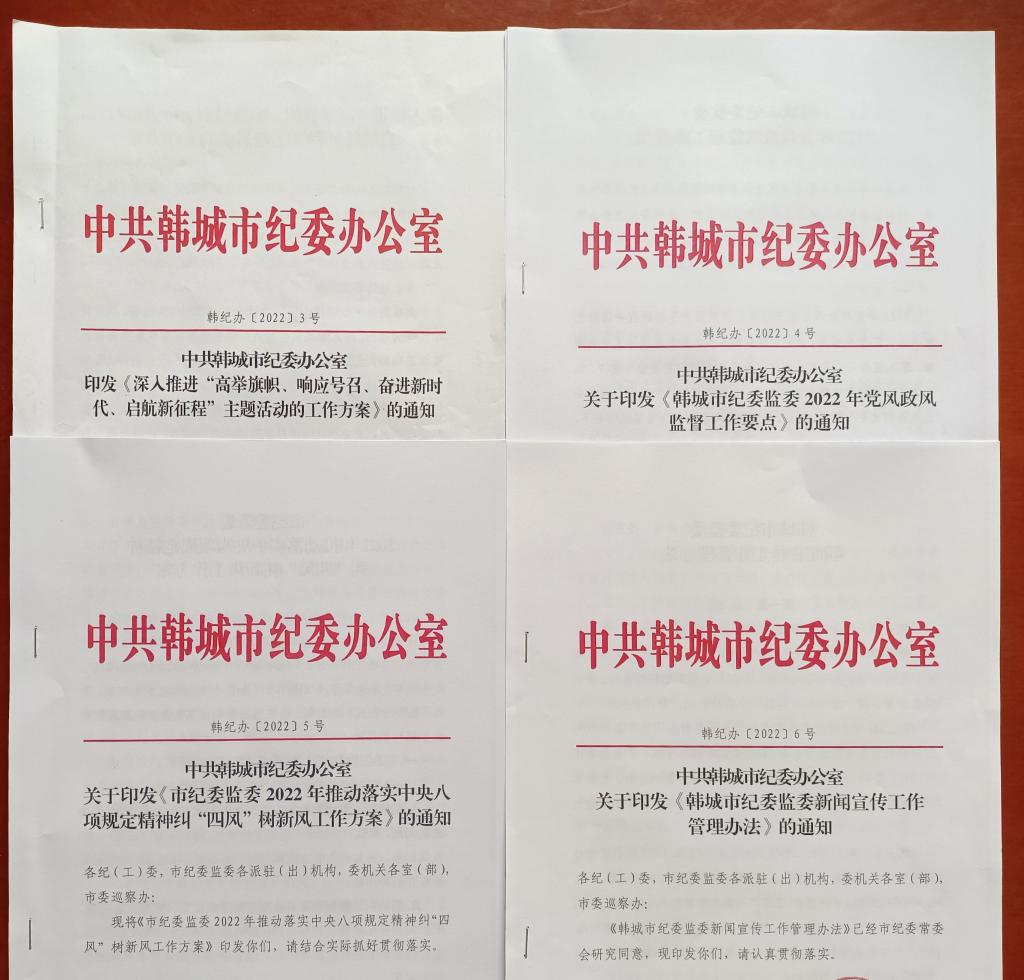 中共韩城市纪委办公室
韩纪办〔2022〕3号
中共韩城市纪委办公室
印发《深入推进“高举旗帜、响应号召、奋进新时
代、启航新征程”主题活动的工作方案》的通知
中共韩城市纪委办公室
韩纪办〔2022〕4号
中共韩城市纪委办公室
关于印发《韩城市纪委监委 2022 年党风政风
监督工作要点》的通知
中共韩城市纪委办公室
韩纪办〔2022〕5号
中共韩城市纪委办公室
关于印发《市纪委监委 2022 年推动落实中央八
项规定精神纠“四风”树新风工作方案》的通知
各纪（工）委，市纪委监委各派驻（出）机构，委机关各室（部），
市委巡察办：
现将《市纪委监委 2022 年推动落实中央八项规定精神纠“四
风”树新风工作方案》印发你们，请结合实际抓好贯彻落实。
中共韩城市纪委办公室
韩纪办〔2022〕6号
中共韩城市纪委办公室
关于印发《韩城市纪委监委新闻宣传工作
管理办法》的通知
各纪（工）委，市纪委监委各派驻（出）机构，委机关各室（部），
市委巡察办：
《韩城市纪委监委新闻宣传工作管理办法》已经市纪委常委
会研究同意，现印发你们，请认真贯彻落实。